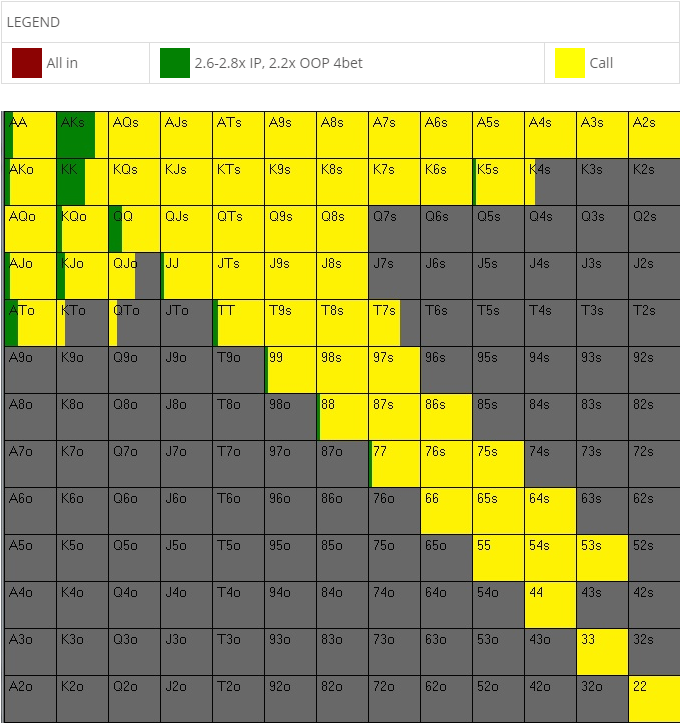 LEGEND
All in 2.6-2.8x IP, 2.2x OOP 4bet Call
AA AKs AQs AJs ATs A9s A8s A7s A6s A5s A4s A3s A2s
AKo KK KQs KJs KTs K9s K8s K7s K6s K5s K4s K3s K2s
AQo KQo QQ QJs QTs Q9s Q8s Q7s Q6s Q5s Q4s Q3s Q2s
AJo KJo QJo JJ JTs J9s J8s J7s J6s J5s J4s J3s J2s
ATo KTo QTo JTo TT T9s T8s T7s T6s T5s T4s T3s T2s
A9o K9o Q9o J9o T9o 99 98s 97s 96s 95s 94s 93s 92s
A8o K8o Q8o J8o T8o 98o 88 87s 86s 85s 84s 83s 82s
A7o K7o Q7o J7o T7o 97o 87o 77 76s 75s 74s 73s 72s
A6o K6o Q6o J6o T6o 96o 86o 76o 66 65s 64s 63s 62s
A5o K5o Q5o J5o T5o 95o 85o 75o 65o 55 54s 53s 52s
A4o K4o Q4o J4o T4o 94o 84o 74o 64o 54o 44 43s 42s
A3o K3o Q3o J3o T3o 93o 83o 73o 63o 53o 43o 33 32s
A2o K2o Q2o J2o T2o 92o 82o 72o 62o 52o 42o 32o 22